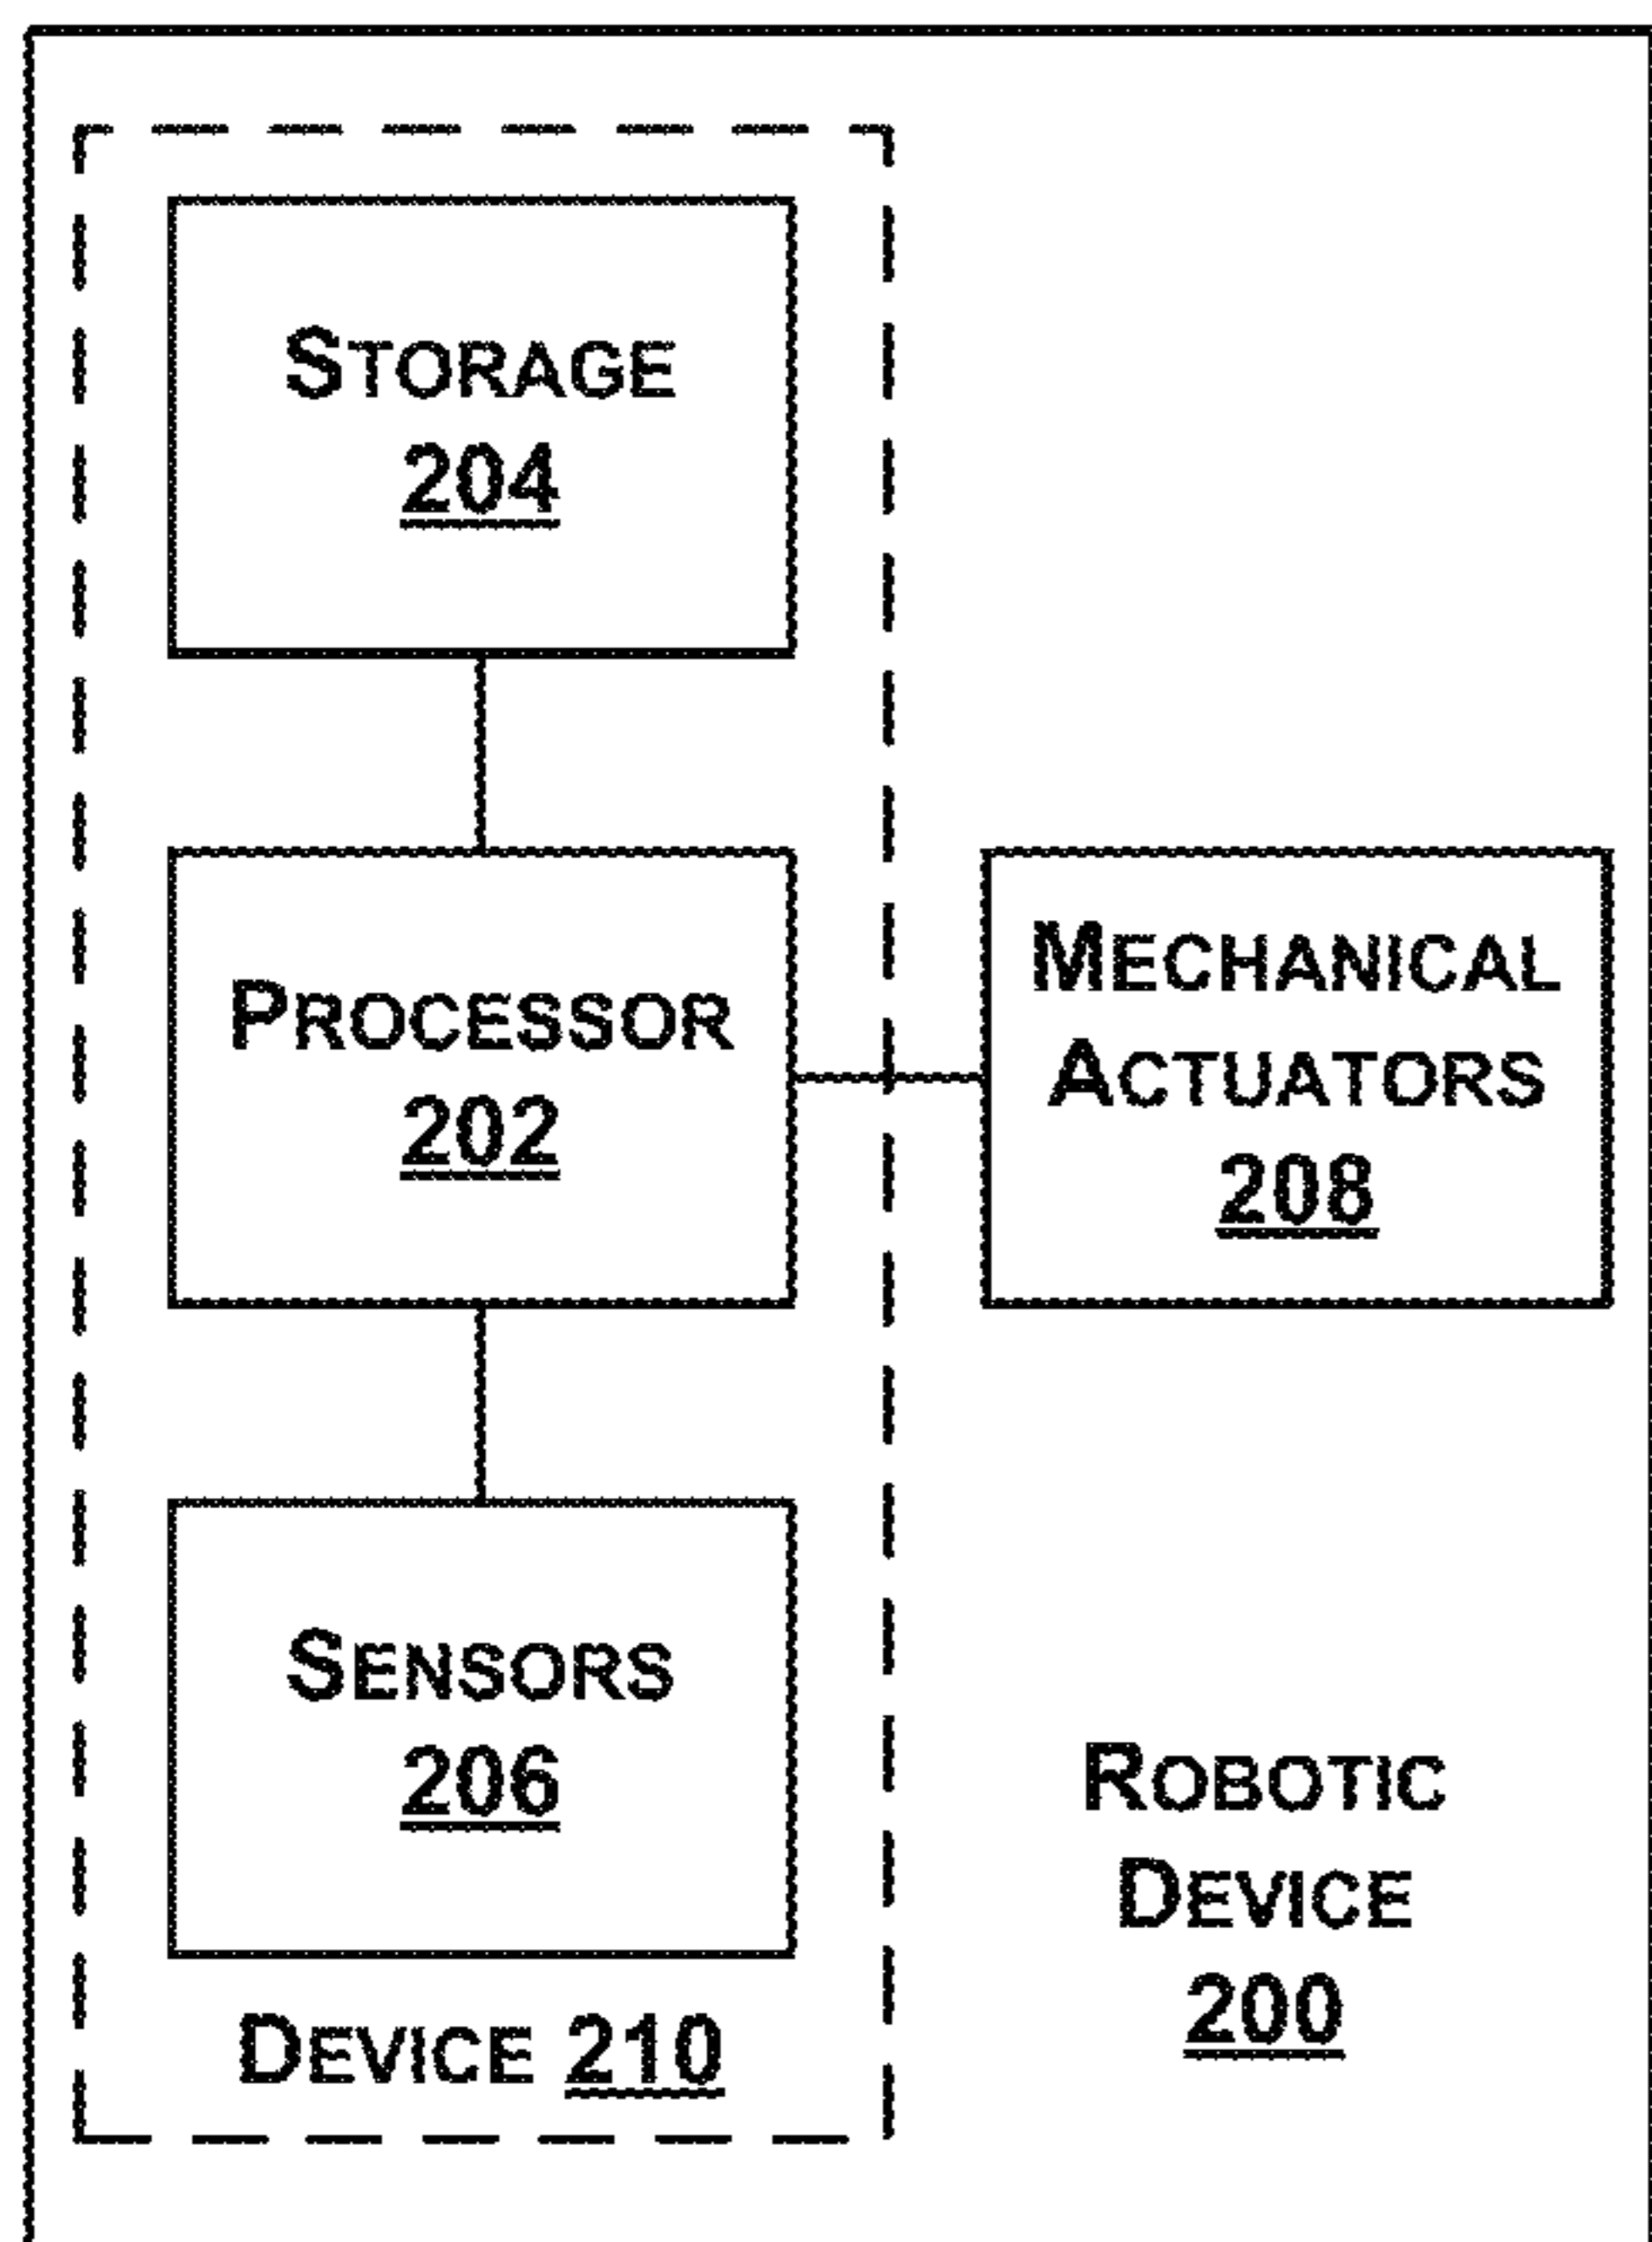 STORAGE
204
PROCESSOR
202
MECHANICAL
ACTUATORS
208
SENSORS
206
DEVICE 210
ROBOTIC
DEVICE
200